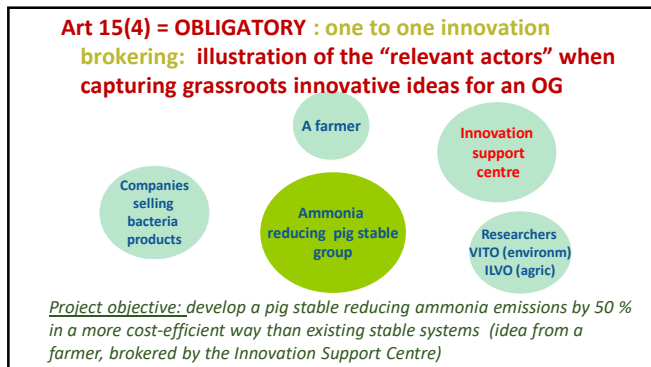 Art 15(4) = OBLIGATORY : one to one innovation
brokering: illustration of the “relevant actors” when
capturing grassroots innovative ideas for an OG
A farmer
Innovation
support
centre
Companies
selling
bacteria
products
Ammonia
reducing pig stable
group
Researchers
VITO (environm)
ILVO (agric)
Project objective: develop a pig stable reducing ammonia emissions by 50 %
in a more cost-efficient way than existing stable systems (idea from a
farmer, brokered by the Innovation Support Centre)